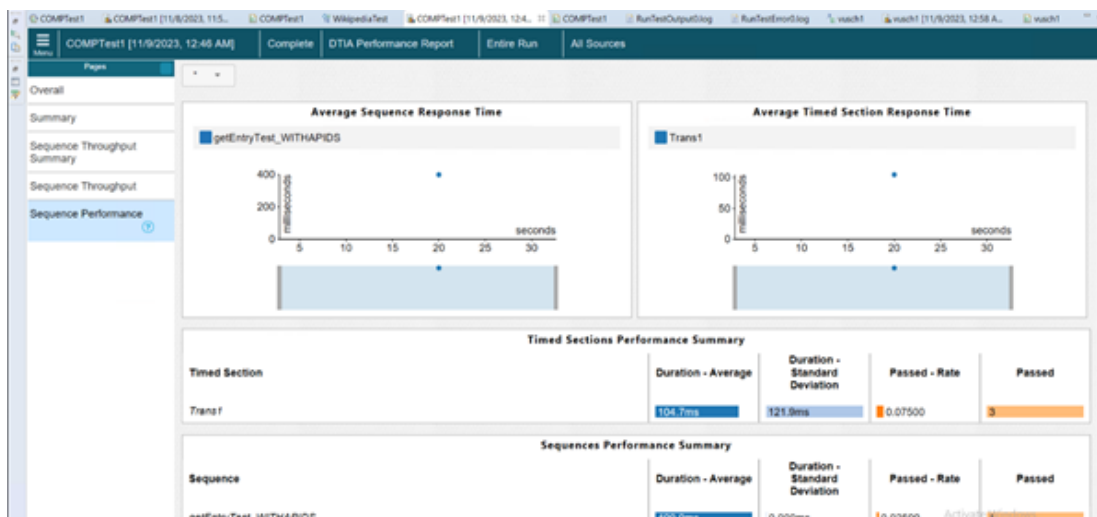 COMPTest1 COMPTest1 [11/8/2023, 11:5... COMPTest1 WikipediaTest COMPTest1 [11/9/2023, 12:4... COMPTest1 RunTestOutput0.log RunTestError0.log vusch1 vusch1 [11/9/2023, 12:58 A... vusch1
Menu COMPTest1 [11/9/2023, 12:46 AM] Complete DTIA Performance Report Entire Run All Sources
Pages
Overall
Summary
Sequence Throughput
Summary
Sequence Throughput
Sequence Performance
Average Sequence Response Time
getEntryTest_WITHAPIDS
400
200
0
milliseconds
seconds
5 10 15 20 25 30
Average Timed Section Response Time
Trans1
100
50
0
milliseconds
seconds
5 10 15 20 25 30
Timed Sections Performance Summary
Timed Section Duration - Average Duration - Standard Deviation Passed - Rate Passed
Trans1 104.7ms 121.9ms 0.07500 3
Sequences Performance Summary
Sequence Duration - Average Duration - Standard Deviation Passed - Rate Passed
getEntryTest_WITHAPIDS